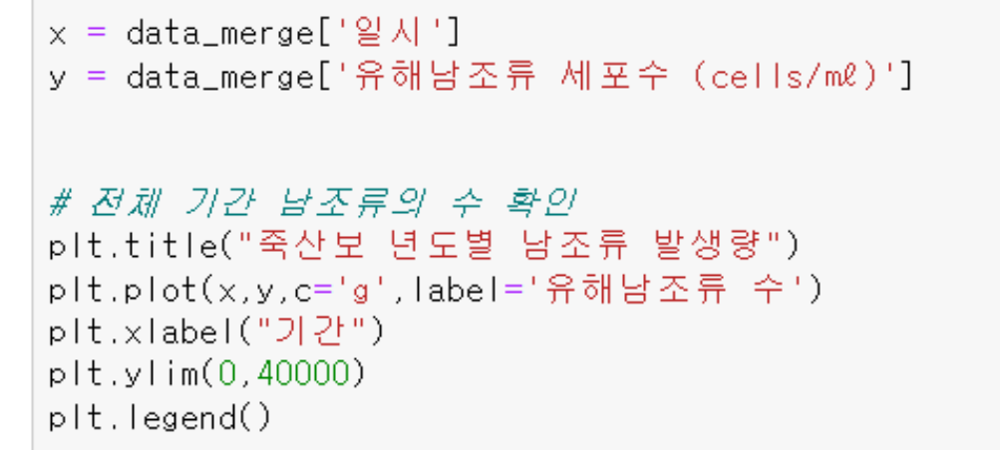 x = data_merge['일시']
y = data_merge['유해남조류 세포수 (cells/㎖)']
# 전체 기간 남조류의 수 확인
plt.title("죽산보 년도별 남조류 발생량")
plt.plot(x,y,c='g',label='유해남조류 수')
plt.xlabel("기간")
plt.ylim(0,40000)
plt.legend()